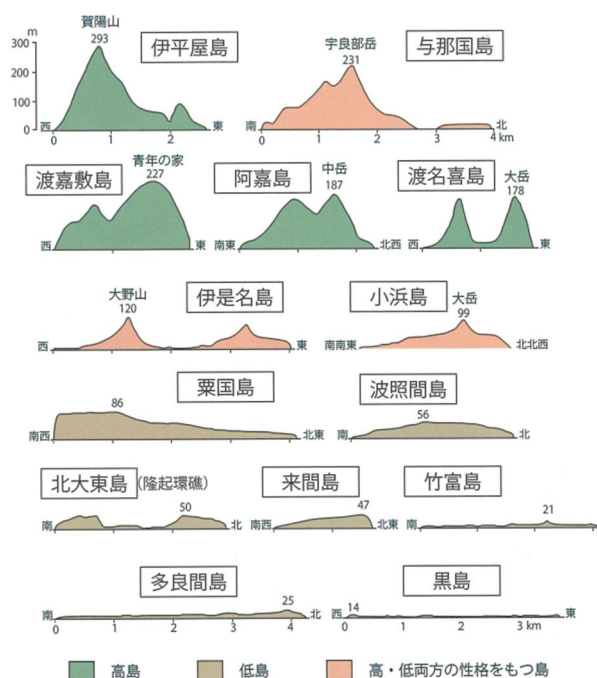 賀陽山
293
伊平屋島
m
300
200
100
0
西
東
0 1 2
与那国島
宇良部岳
231
南
北
0 1 2 3 4 km
渡嘉敷島
青年の家
227
西
東
阿嘉島
中岳
187
南東
北西
渡名喜島
大岳
178
西
東
大野山
120
伊是名島
西
東
小浜島
大岳
99
南南東
北北西
粟国島
86
南西
北東
波照間島
56
南
北
北大東島(隆起環礁)
50
南
北
来間島
47
南西
北東
竹富島
21
南
多良間島
25
南
北
0 1 2 3 4
黒島
14
西
東
0 1 2 3 km
高島 低島 高・低両方の性格をもつ島